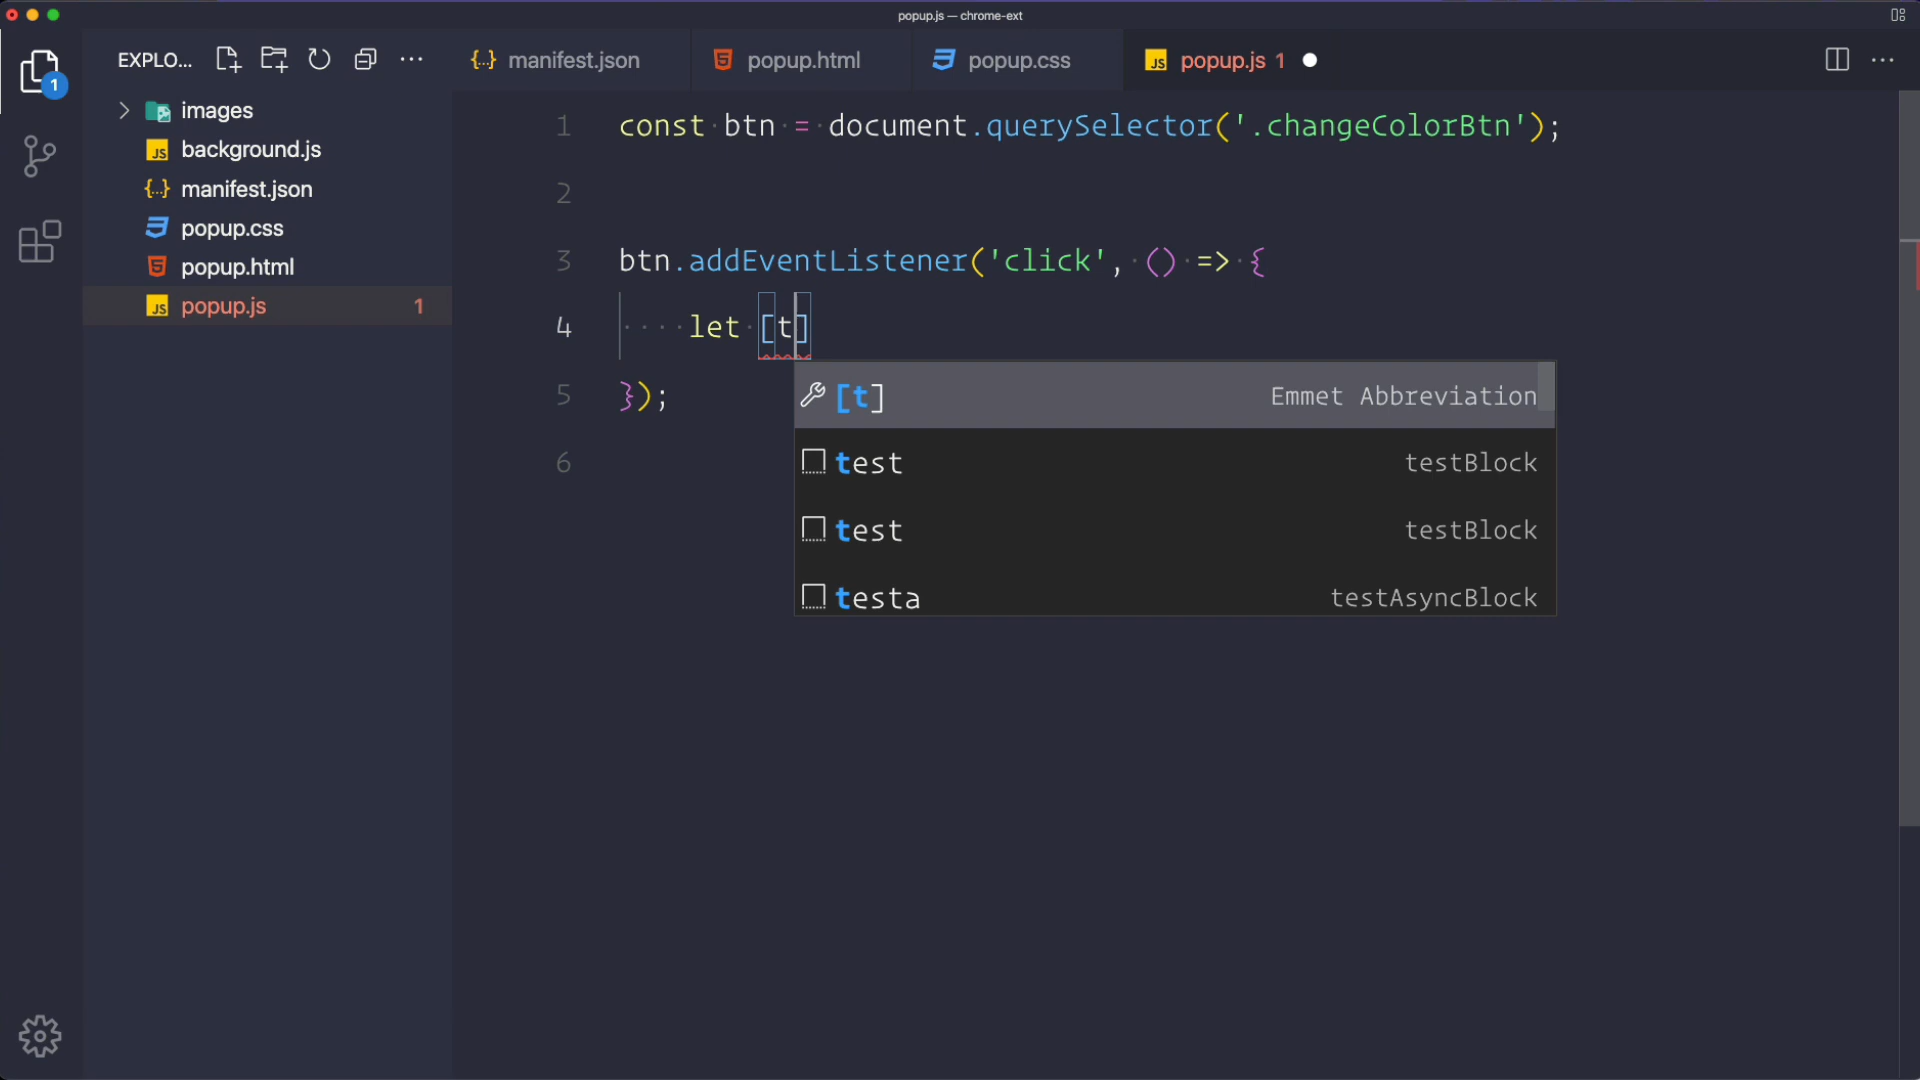 popup.js — chrome-ext
EXPLO...
manifest.json
popup.html
popup.css
popup.js 1
1
images
background.js
manifest.json
popup.css
popup.html
popup.js 1
1 const btn = document.querySelector('.changeColorBtn');
2
3 btn.addEventListener('click', () => {
4 let [t]
5 });
6
[t] Emmet Abbreviation
test testBlock
test testBlock
testa testAsyncBlock